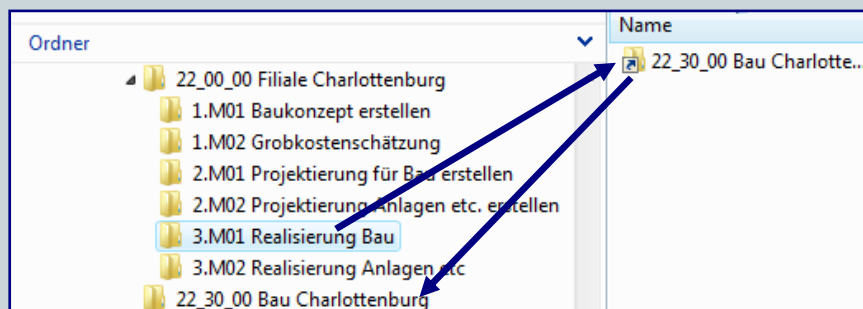 Ordner
22_00_00 Filiale Charlottenburg
1.M01 Baukonzept erstellen
1.M02 Grobkostenschätzung
2.M01 Projektierung für Bau erstellen
2.M02 Projektierung Anlagen etc. erstellen
3.M01 Realisierung Bau
3.M02 Realisierung Anlagen etc
22_30_00 Bau Charlottenburg
Name
22_30_00 Bau Charlotte...